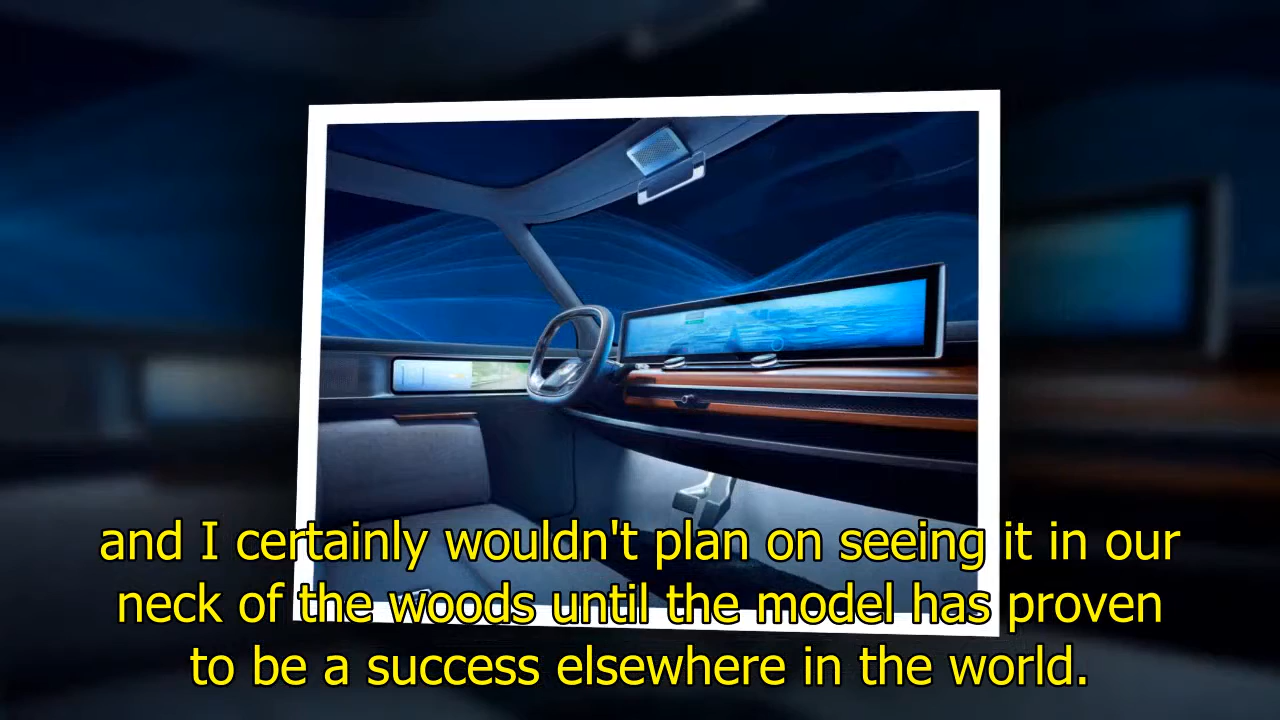 and I certainly wouldn't plan on seeing it in our
neck of the woods until the model has proven
to be a success elsewhere in the world.